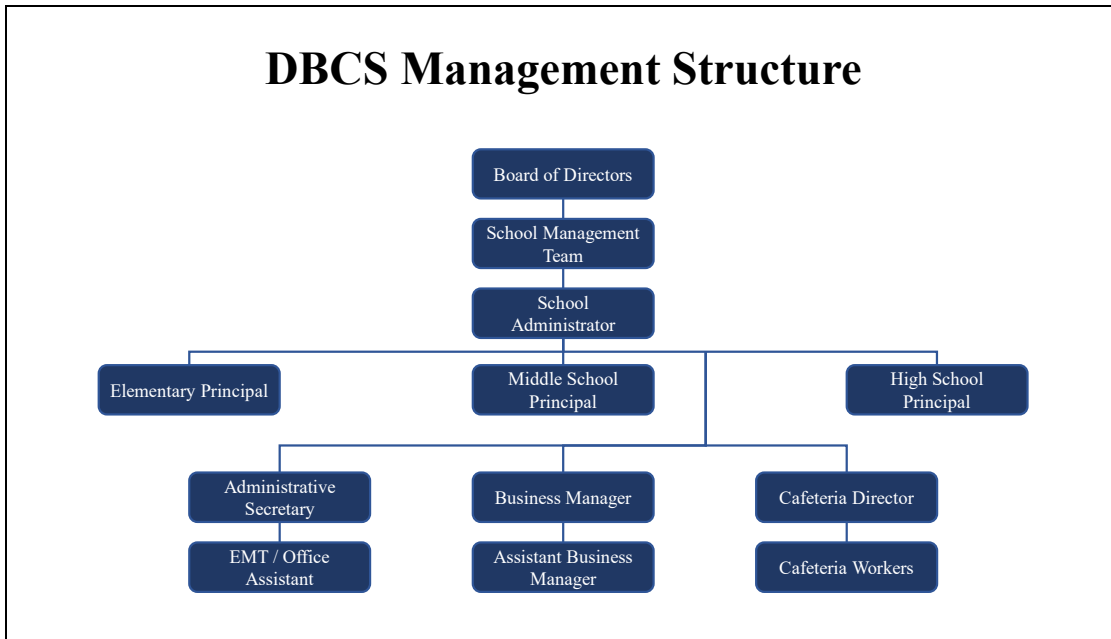 DBCS Management Structure
Board of Directors
School Management
Team
School
Administrator
Elementary Principal
Middle School
Principal
High School
Principal
Administrative
Secretary
Business Manager
Cafeteria Director
EMT / Office
Assistant
Assistant Business
Manager
Cafeteria Workers